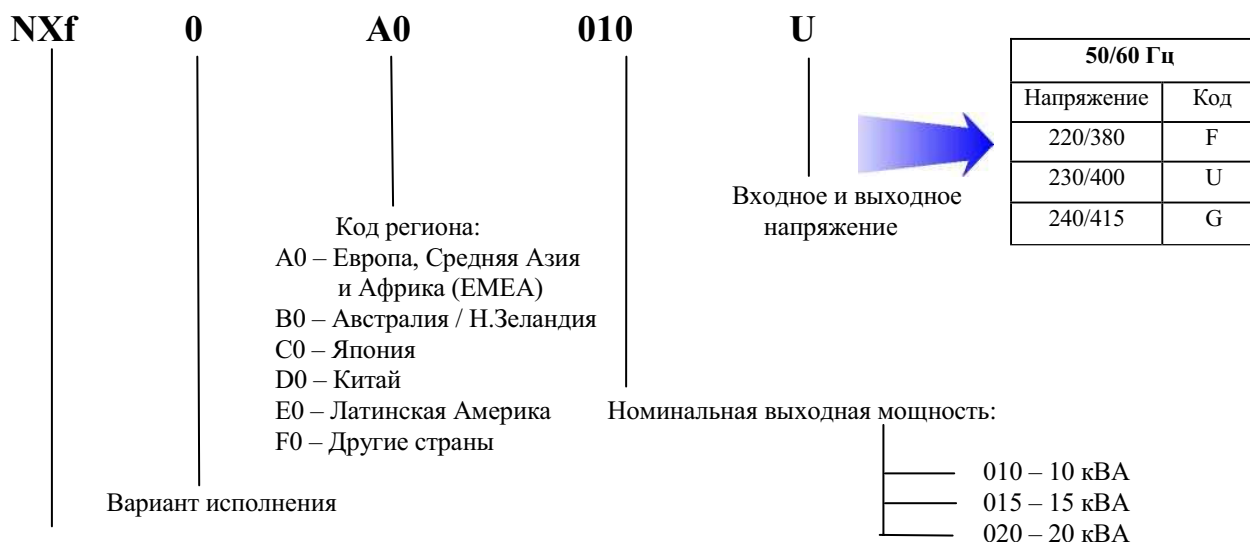 NXf 0 A0 010 U
50/60 Гц
Напряжение Код
220/380 F
230/400 U
240/415 G
Входное и выходное
напряжение
Код региона:
A0 – Европа, Средняя Азия
и Африка (EMEA)
B0 – Австралия / Н.Зеландия
C0 – Япония
D0 – Китай
E0 – Латинская Америка
F0 – Другие страны
Номинальная выходная мощность:
010 – 10 кВА
015 – 15 кВА
020 – 20 кВА
Вариант исполнения